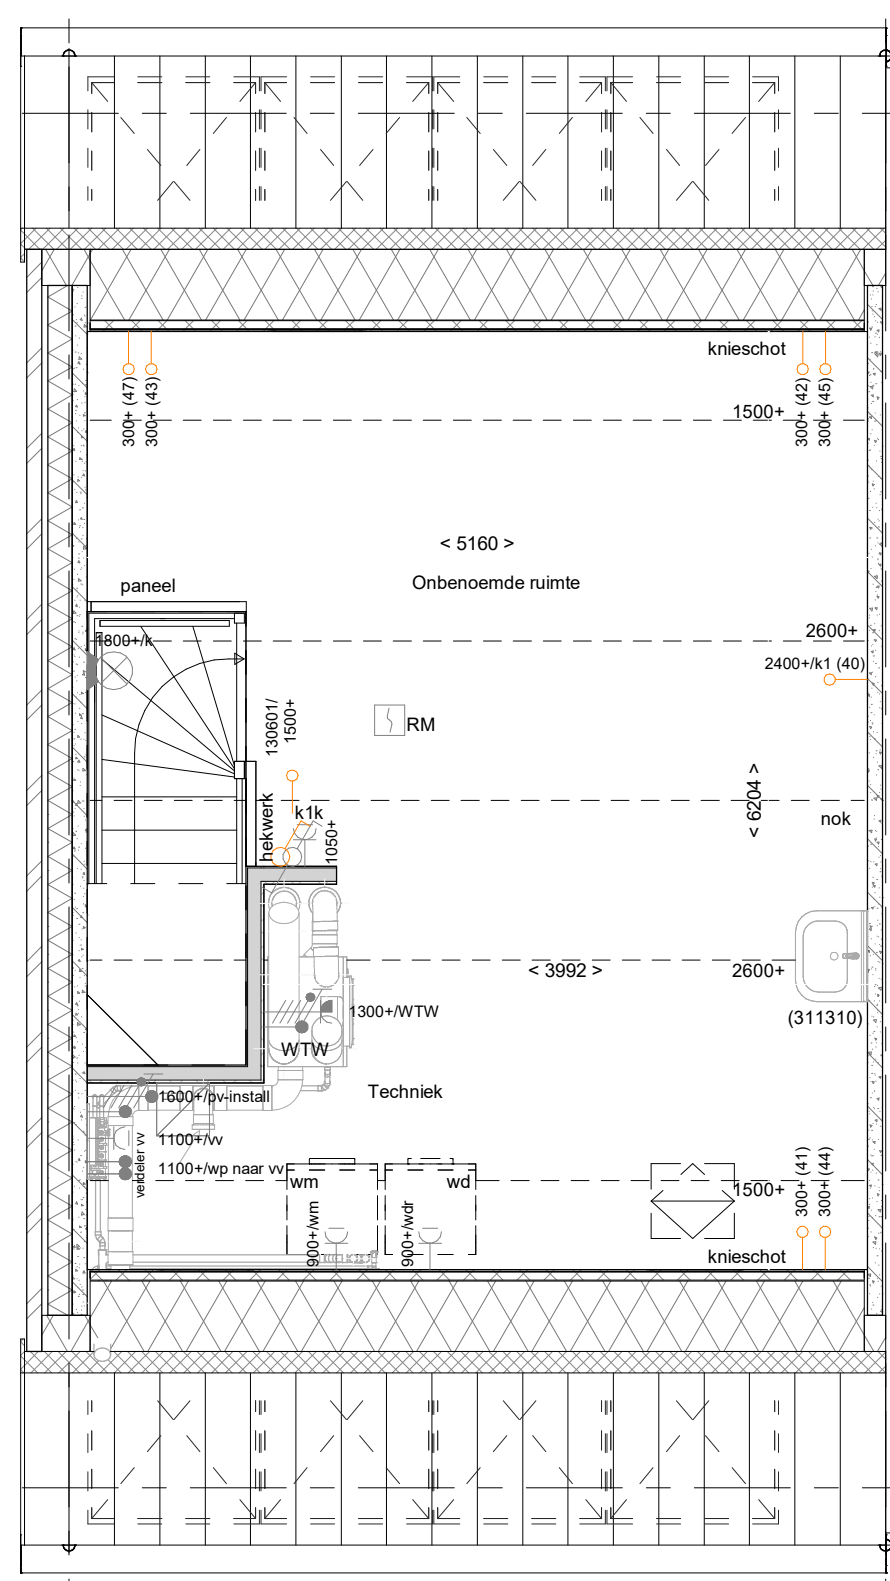 knieschot
300+ (47)
300+ (43)
300+ (42)
300+ (45)
1500+
< 5160 >
Onbenoemde ruimte
paneel
2600+
1800+/k
2400+/k1 (40)
130601/
1500+
RM
< 6204 >
hekwerk
k1k
1050+
nok
< 3992 >
2600+
1300+/WTW
(311310)
WTW
Techniek
1600+/pv-install
1100+/vv
1100+/wp naar vv
verdeler vv
wm
wd
900+/wm
900+/wdr
1500+
300+ (41)
300+ (44)
knieschot